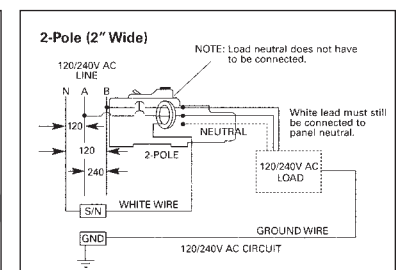 2-Pole (2" Wide)
NOTE: Load neutral does not have
to be connected.
120/240V AC
LINE
N A B
White lead must still
be connected to
panel neutral.
120
NEUTRAL
120
2-POLE
240
120/240V AC
LOAD
S/N
WHITE WIRE
GND
GROUND WIRE
120/240V AC CIRCUIT